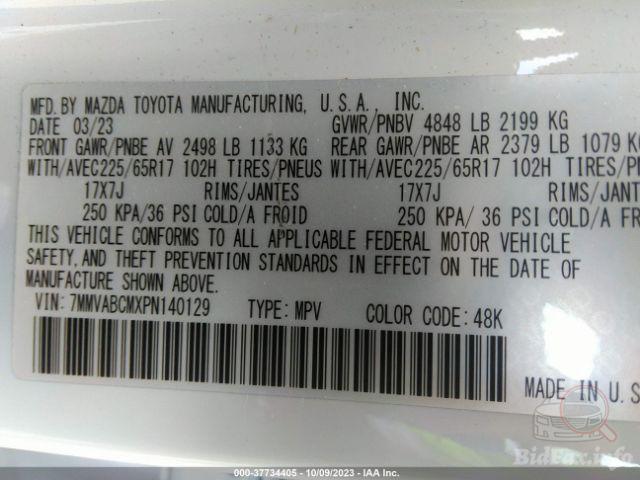 MFD. BY MAZDA TOYOTA MANUFACTURING, U.S.A., INC.
DATE 03/23 GVWR/PNBV 4848 LB 2199 KG
FRONT GAWR/PNBE AV 2498 LB 1133 KG REAR GAWR/PNBE AR 2379 LB 1079 KG
WITH/AVEC225/65R17 102H TIRES/PNEUS WITH/AVEC225/65R17 102H TIRES/P
17X7J RIMS/JANTES 17X7J RIMS/JANTES
250 KPA/36 PSI COLD/A FROID 250 KPA/ 36 PSI COLD/A F
THIS VEHICLE CONFORMS TO ALL APPLICABLE FEDERAL MOTOR VEHICLE
SAFETY, AND THEFT PREVENTION STANDARDS IN EFFECT ON THE DATE OF
MANUFACTURE SHOWN ABOVE.
VIN: 7MMVABCMXPN140129 TYPE: MPV COLOR CODE: 48K
MADE IN U.S
BidFax.info
000-37734405 - 10/09/2023 - IAA Inc.